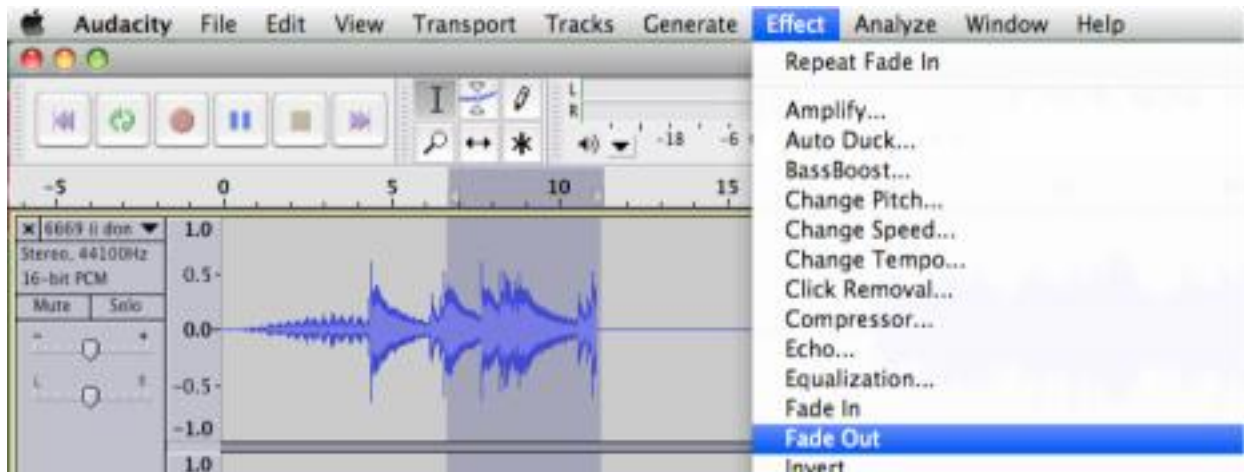 Audacity File Edit View Transport Tracks Generate Effect Analyze Window Help
Repeat Fade In
L
R
-18 -6
Amplify...
Auto Duck...
BassBoost...
Change Pitch...
Change Speed...
Change Tempo...
Click Removal...
Compressor...
Echo...
Equalization...
Fade In
Fade Out
Invert
-5 0 5 10 15
6669 ii don
Stereo, 44100Hz
16-bit PCM
Mute Solo
- +
L R
1.0
0.5-
0.0-
-0.5-
-1.0
1.0